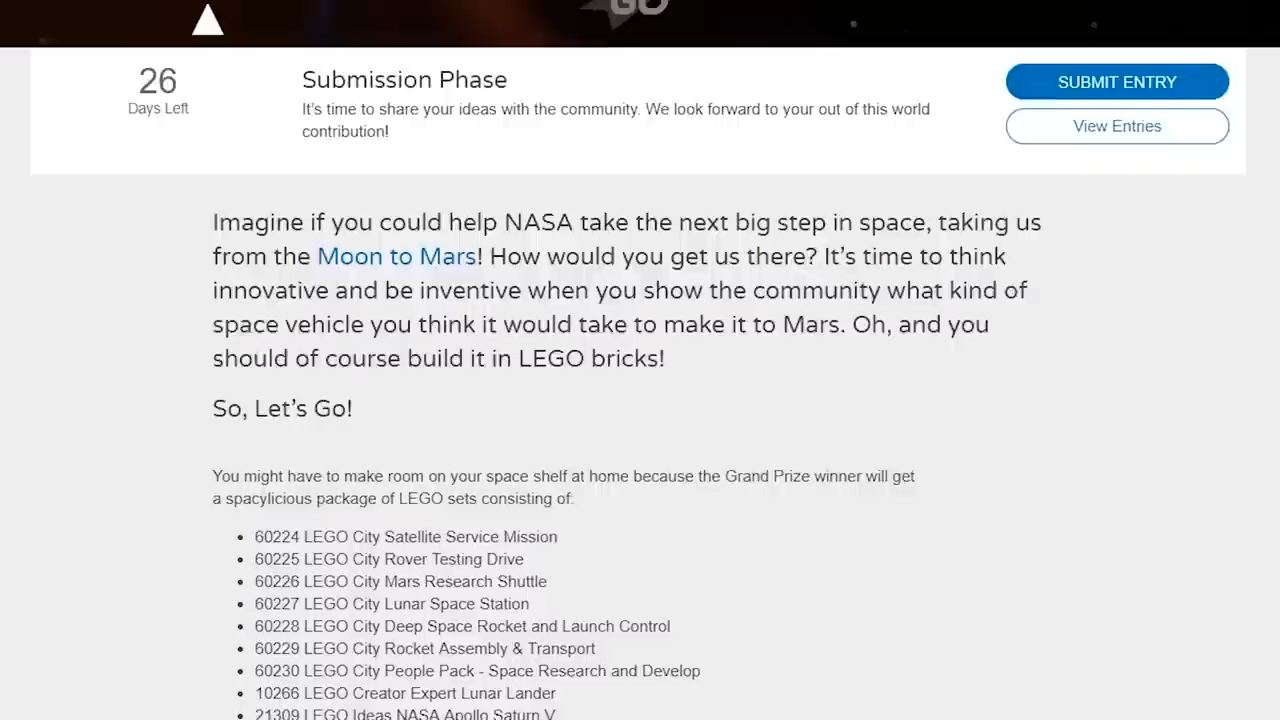 GO
26
Days Left
Submission Phase
It's time to share your ideas with the community. We look forward to your out of this world
contribution!
SUBMIT ENTRY
View Entries
Imagine if you could help NASA take the next big step in space, taking us
from the Moon to Mars! How would you get us there? It's time to think
innovative and be inventive when you show the community what kind of
space vehicle you think it would take to make it to Mars. Oh, and you
should of course build it in LEGO bricks!
So, Let's Go!
You might have to make room on your space shelf at home because the Grand Prize winner will get
a spacylicious package of LEGO sets consisting of:
• 60224 LEGO City Satellite Service Mission
• 60225 LEGO City Rover Testing Drive
• 60226 LEGO City Mars Research Shuttle
• 60227 LEGO City Lunar Space Station
• 60228 LEGO City Deep Space Rocket and Launch Control
• 60229 LEGO City Rocket Assembly & Transport
• 60230 LEGO City People Pack - Space Research and Develop
• 10266 LEGO Creator Expert Lunar Lander
• 21309 LEGO Ideas NASA Apollo Saturn V